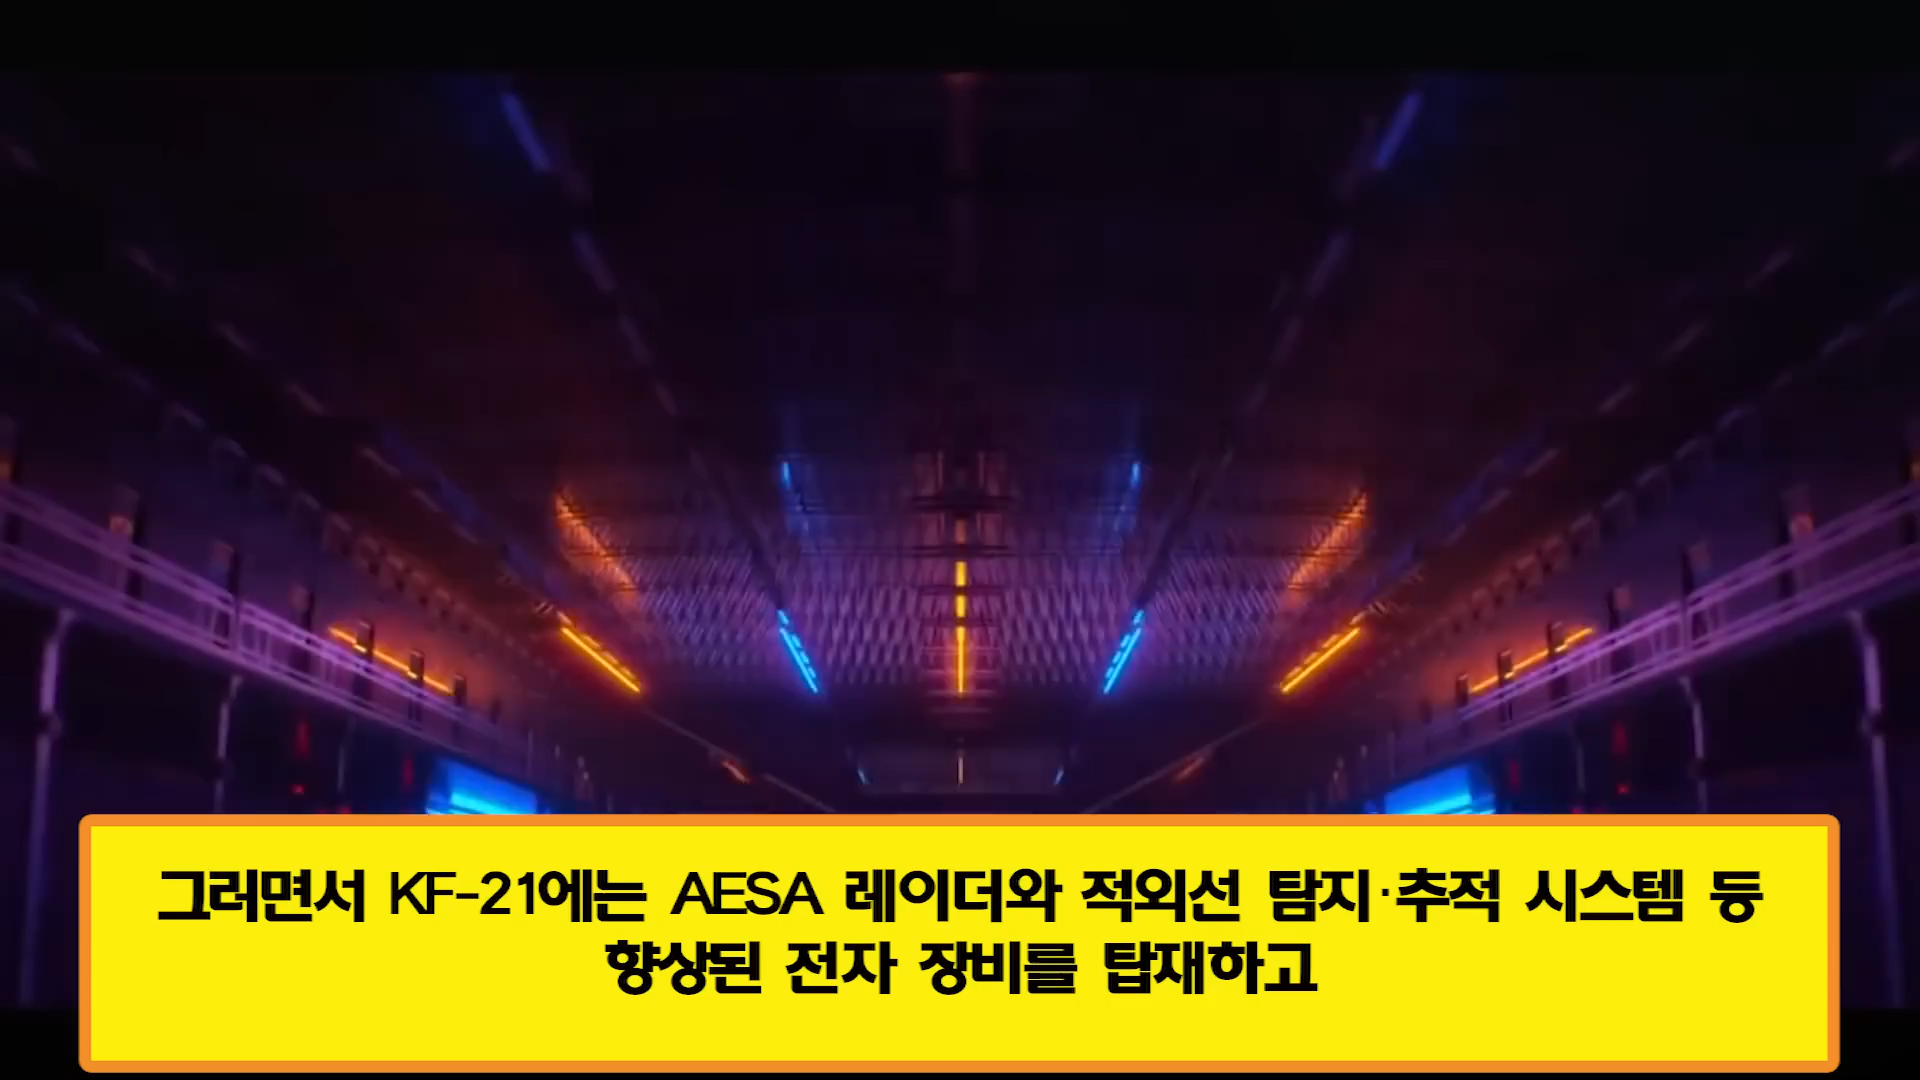 그러면서 KF-21에는 AESA 레이더와 적외선 탐지·추적 시스템 등
향상된 전자 장비를 탑재하고